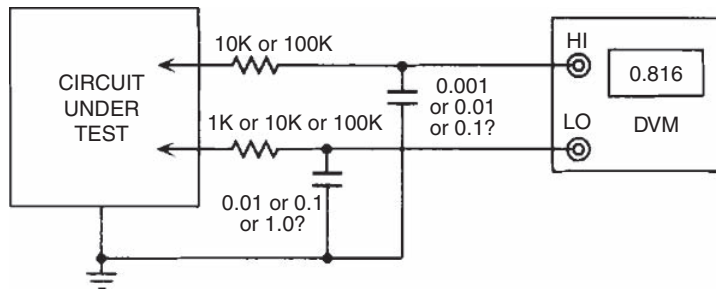 10K or 100K
HI
0.816
CIRCUIT
UNDER
TEST
0.001
or 0.01
or 0.1?
1K or 10K or 100K
LO
DVM
0.01 or 0.1
or 1.0?